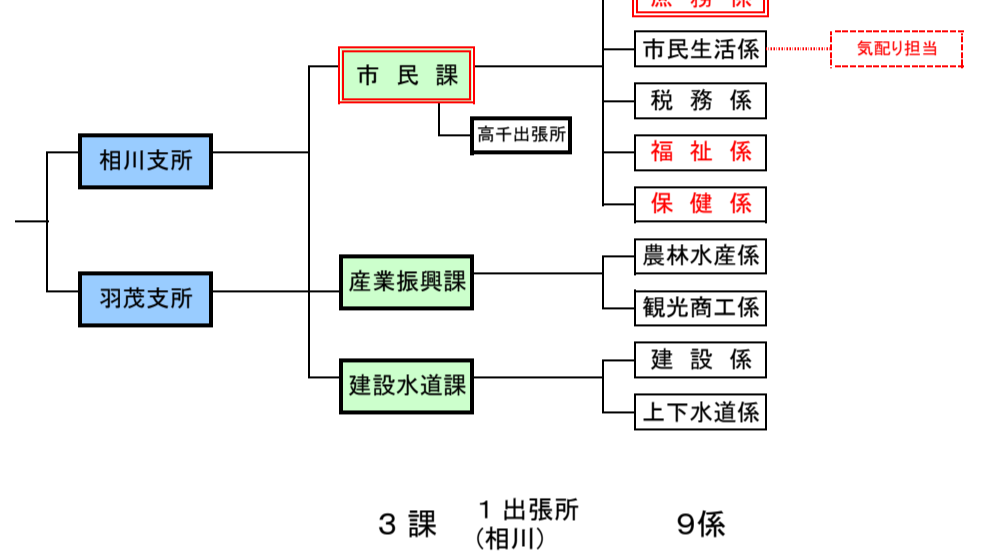 庶務係
市民生活係
気配り担当
市民課
税務係
高千出張所
相川支所
福祉係
保健係
農林水産係
産業振興課
羽茂支所
観光商工係
建設係
建設水道課
上下水道係
3課
1出張所
(相川)
9係